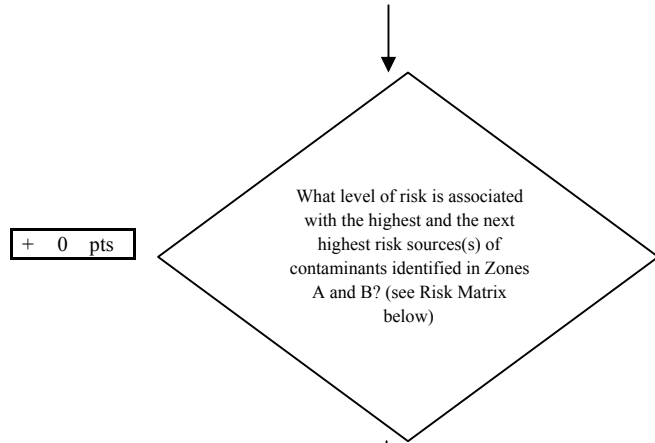 What level of risk is associated
with the highest and the next
highest risk sources(s) of
+ 0 pts
contaminants identified in Zones
A and B? (see Risk Matrix
below)